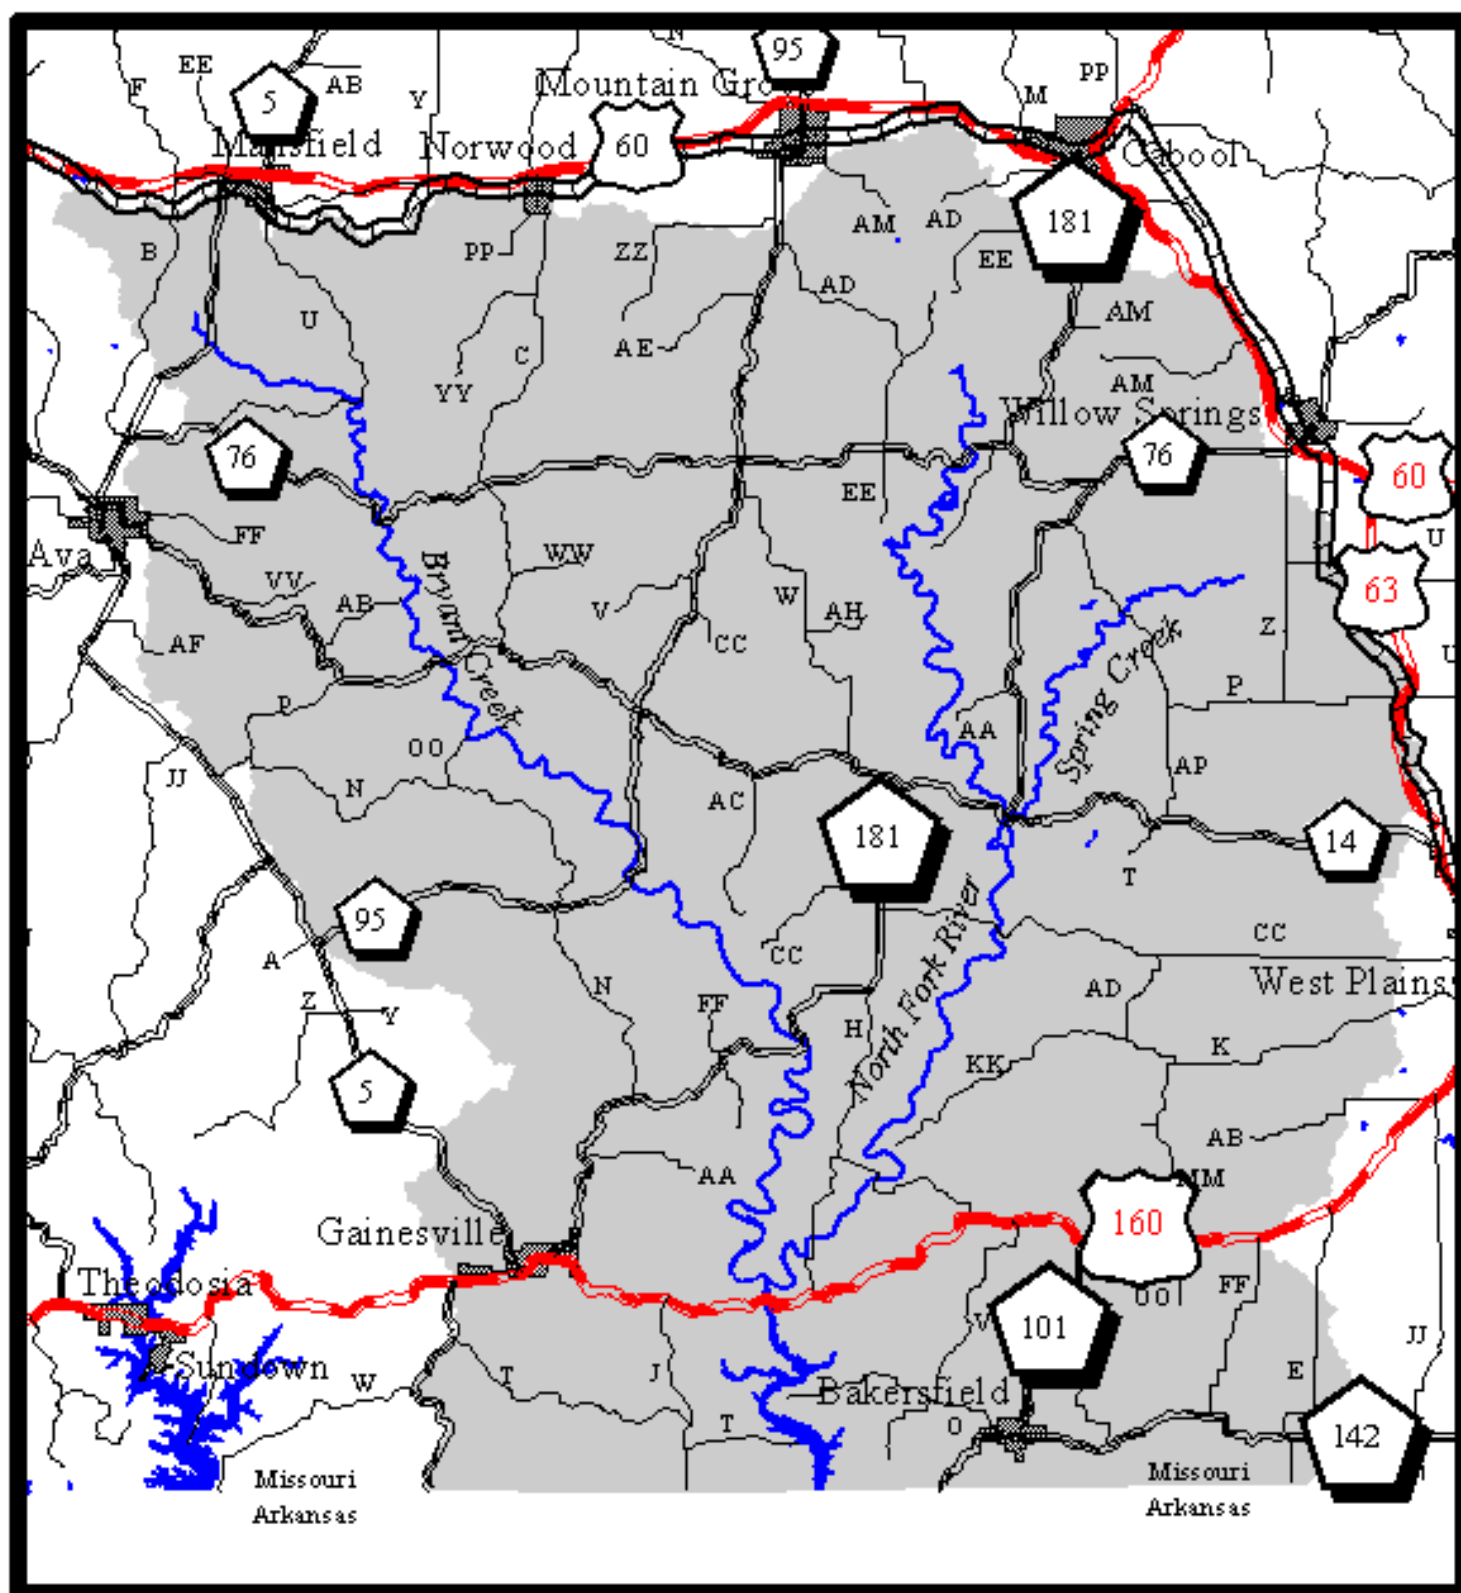 N
95
F
EE
5
AB
Y
Mountain Gro
M
PP
Mansfield
Norwood
60
Cabool
B
PP
ZZ
AM
AD
181
EE
U
AD
AM
C
AE
YY
AM
Willow Springs
76
76
60
EE
FF
Ava
WW
U
VV
AB
Bryant Creek
V
W
AH
63
AF
CC
Z
Spring Creek
U
P
P
OO
AA
JJ
N
AC
AP
181
14
T
95
A
CC
North Fork River
CC
Z
Y
N
FF
AD
West Plains
H
K
KK
5
AB
AA
MM
Gainesville
160
Theodosia
OO
FF
V
101
JJ
Sundown
W
T
J
Bakersfield
E
T
O
142
Missouri
Arkansas
Missouri
Arkansas